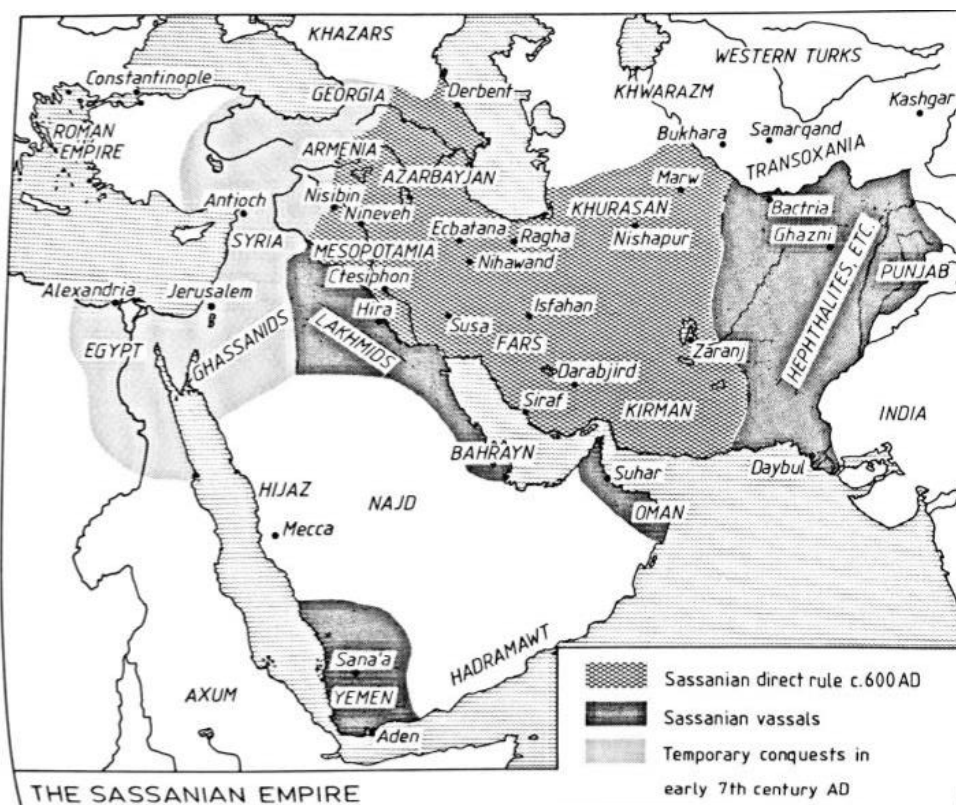 KHAZARS
WESTERN TURKS
Constantinople
GEORGIA
Derbent
KHWARAZM
Kashgar
ROMAN
EMPIRE
ARMENIA
Bukhara
Samarqand
TRANSOXANIA
AZARBAYJAN
Marw
Antioch
Nisibin
Nineveh
KHURASAN
Bactria
SYRIA
Ecbatana
Ragha
Nishapur
Ghazni
MESOPOTAMIA
Nihawand
HEPHTHALITES, ETC.
PUNJAB
Ctesiphon
Alexandria
Jerusalem
Hira
Susa
Isfahan
EGYPT
GHASSANIDS
LAKHMIDS
FARS
Zaranj
Darabjird
Siraf
KIRMAN
INDIA
BAHRAYN
Suhar
Daybul
HIJAZ
NAJD
OMAN
Mecca
HADRAMAWT
Sana'a
AXUM
YEMEN
Aden
Sassanian direct rule c.600 AD
Sassanian vassals
Temporary conquests in
early 7th century AD
THE SASSANIAN EMPIRE